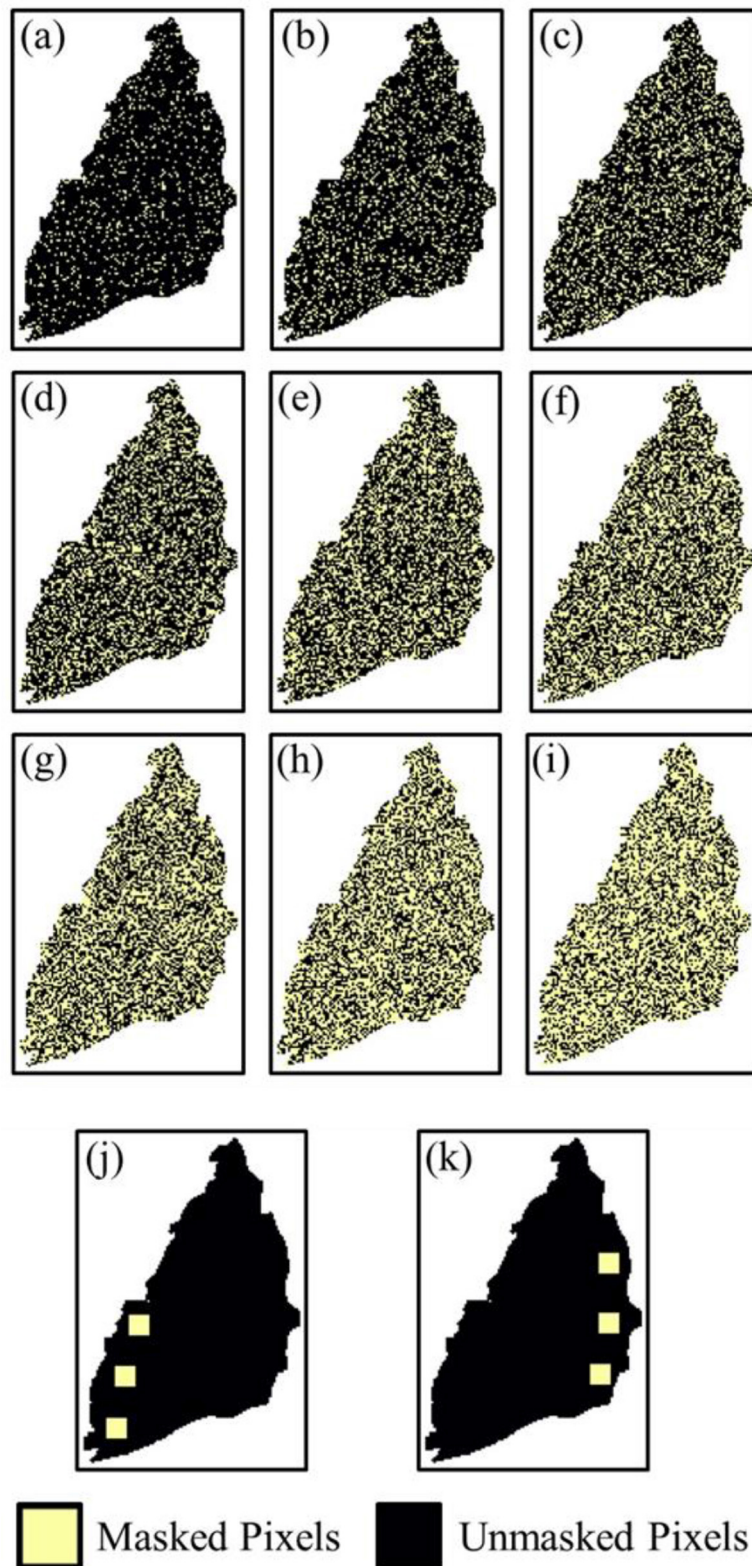 (a)
(b)
(c)
(d)
(e)
(f)
(g)
(h)
(i)
(j)
(k)
Masked Pixels
Unmasked Pixels